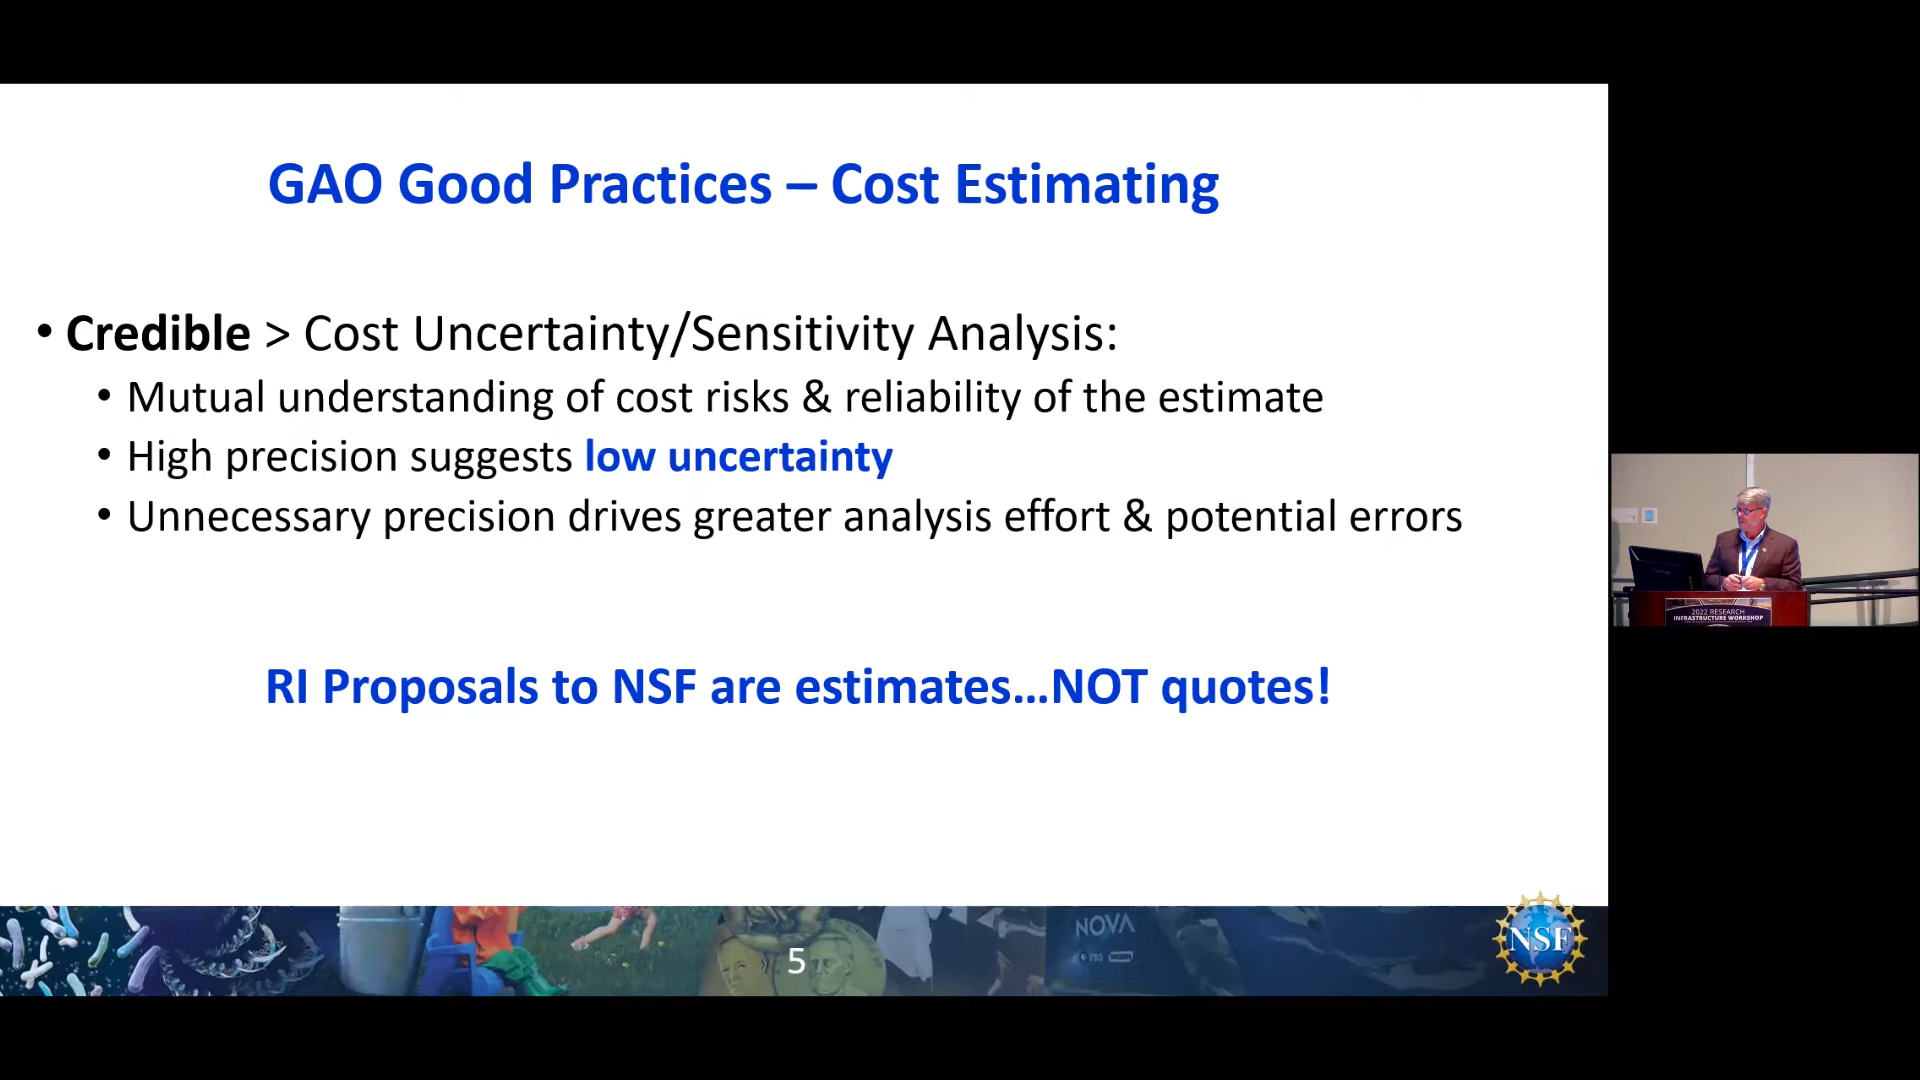 GAO Good Practices – Cost Estimating
• Credible > Cost Uncertainty/Sensitivity Analysis:
• Mutual understanding of cost risks & reliability of the estimate
• High precision suggests low uncertainty
• Unnecessary precision drives greater analysis effort & potential errors
RI Proposals to NSF are estimates…NOT quotes!
NOVA
PBS
5
NSF
2022 RESEARCH
INFRASTRUCTURE WORKSHOP